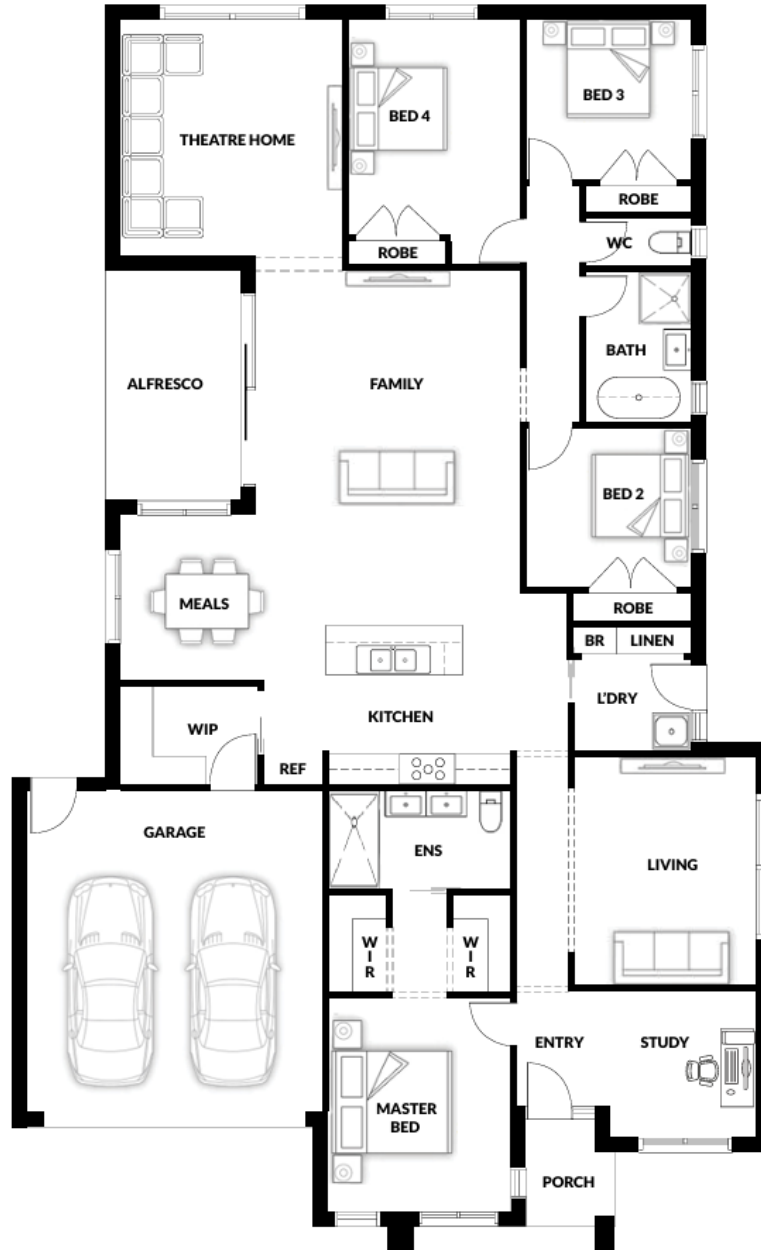 BED 3
THEATRE HOME
BED 4
ROBE
WC
ROBE
BATH
ALFRESCO
FAMILY
BED 2
MEALS
ROBE
BR
LINEN
L'DRY
KITCHEN
WIP
REF
GARAGE
ENS
LIVING
W
I
R
W
I
R
ENTRY
STUDY
MASTER
BED
PORCH